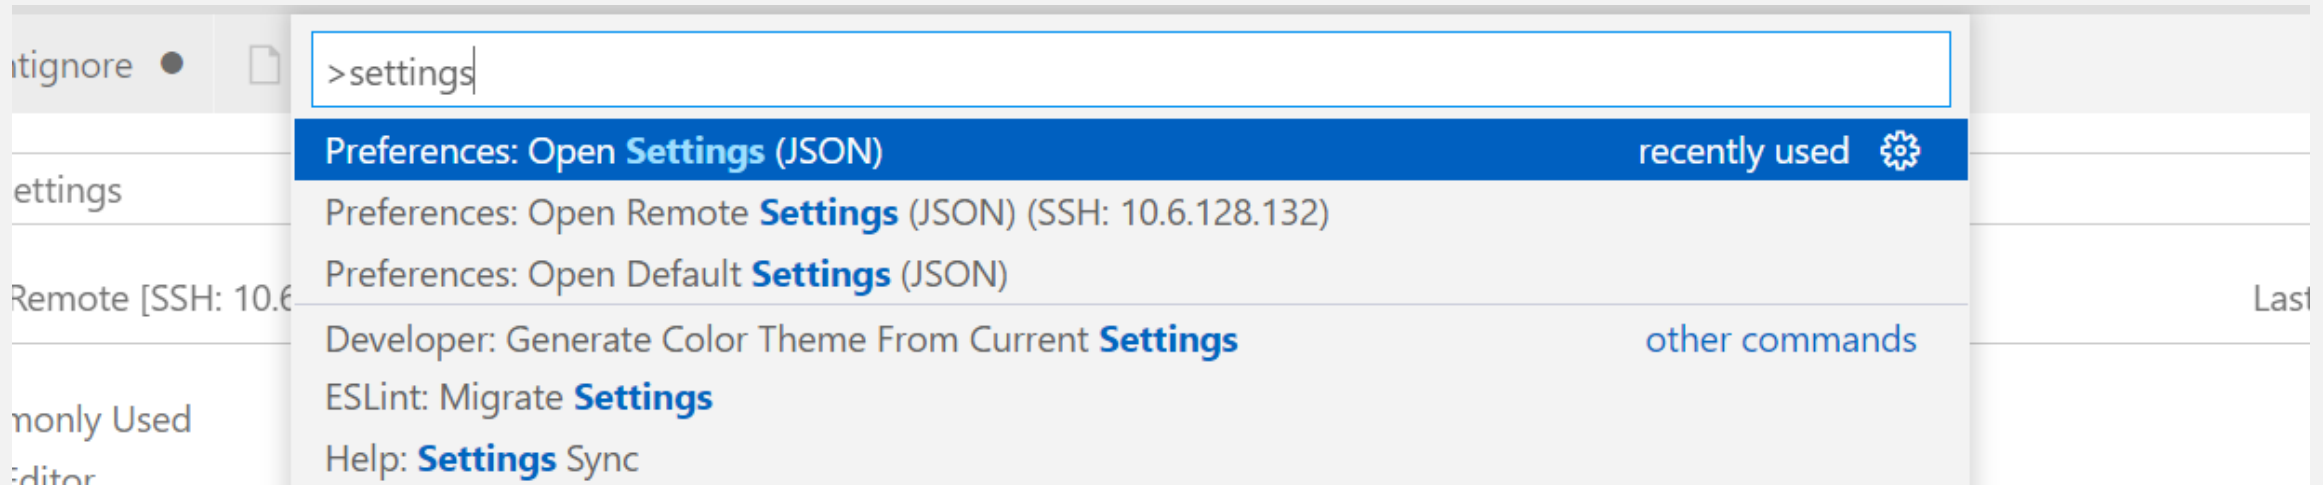 tignore
>settings
Preferences: Open Settings (JSON) recently used
ettings
Preferences: Open Remote Settings (JSON) (SSH: 10.6.128.132)
Preferences: Open Default Settings (JSON)
Remote [SSH: 10.6
Last
Developer: Generate Color Theme From Current Settings other commands
ESLint: Migrate Settings
monly Used
Help: Settings Sync
Editor